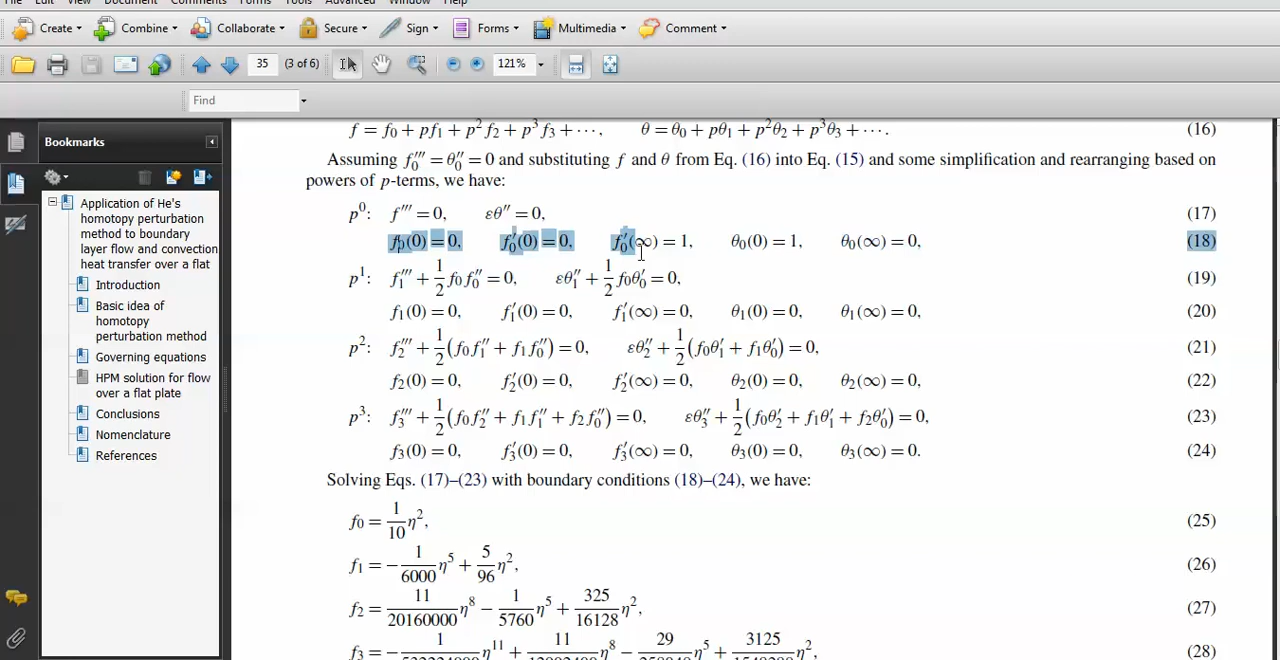 File Edit View Document Comments Forms Tools Advanced Window Help
Create Combine Collaborate Secure Sign Forms Multimedia Comment
35 (3 of 6) 121%
Find
Bookmarks
Application of He's
homotopy perturbation
method to boundary
layer flow and convection
heat transfer over a flat
Introduction
Basic idea of
homotopy
perturbation method
Governing equations
HPM solution for flow
over a flat plate
Conclusions
Nomenclature
References
f = f₀ + pf₁ + p²f₂ + p³f₃ + ⋯, θ = θ₀ + pθ₁ + p²θ₂ + p³θ₃ + ⋯. (16)
Assuming f₀‴ = θ₀″ = 0 and substituting f and θ from Eq. (16) into Eq. (15) and some simplification and rearranging based on
powers of p-terms, we have:
p⁰: f‴ = 0, εθ″ = 0, (17)
f₀(0) = 0, f₀′(0) = 0, f₀′(∞) = 1, θ₀(0) = 1, θ₀(∞) = 0, (18)
p¹: f₁‴ + 1/2 f₀f₀″ = 0, εθ₁″ + 1/2 f₀θ₀′ = 0, (19)
f₁(0) = 0, f₁′(0) = 0, f₁′(∞) = 0, θ₁(0) = 0, θ₁(∞) = 0, (20)
p²: f₂‴ + 1/2 (f₀f₁″ + f₁f₀″) = 0, εθ₂″ + 1/2 (f₀θ₁′ + f₁θ₀′) = 0, (21)
f₂(0) = 0, f₂′(0) = 0, f₂′(∞) = 0, θ₂(0) = 0, θ₂(∞) = 0, (22)
p³: f₃‴ + 1/2 (f₀f₂″ + f₁f₁″ + f₂f₀″) = 0, εθ₃″ + 1/2 (f₀θ₂′ + f₁θ₁′ + f₂θ₀′) = 0, (23)
f₃(0) = 0, f₃′(0) = 0, f₃′(∞) = 0, θ₃(0) = 0, θ₃(∞) = 0. (24)
Solving Eqs. (17)–(23) with boundary conditions (18)–(24), we have:
f₀ = 1/10 η², (25)
f₁ = −1/6000 η⁵ + 5/96 η², (26)
f₂ = 11/20160000 η⁸ − 1/5760 η⁵ + 325/16128 η², (27)
(28)